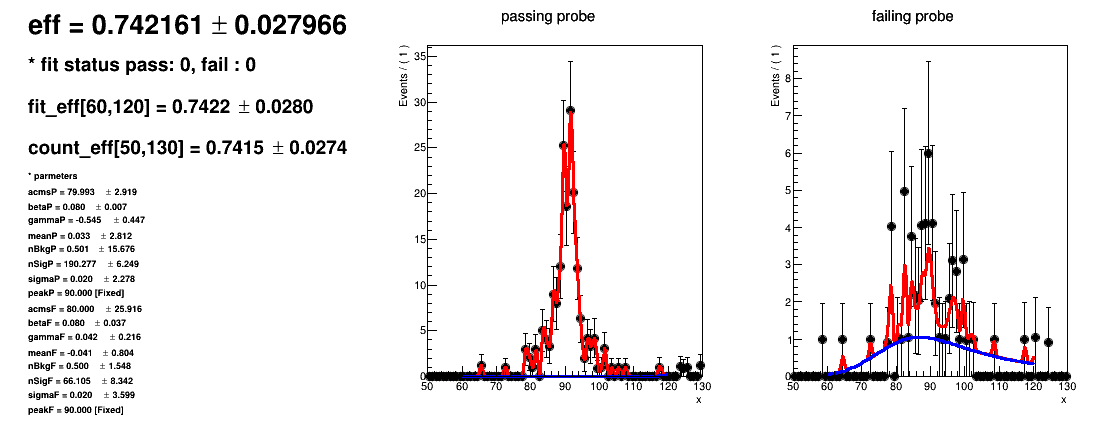 eff = 0.742161 ± 0.027966
* fit status pass: 0, fail : 0
fit_eff[60,120] = 0.7422 ± 0.0280
count_eff[50,130] = 0.7415 ± 0.0274
* parmeters
acmsP = 79.993 ± 2.919
betaP = 0.080 ± 0.007
gammaP = -0.545 ± 0.447
meanP = 0.033 ± 2.812
nBkgP = 0.501 ± 15.676
nSigP = 190.277 ± 6.249
sigmaP = 0.020 ± 2.278
peakP = 90.000 [Fixed]
acmsF = 80.000 ± 25.916
betaF = 0.080 ± 0.037
gammaF = 0.042 ± 0.216
meanF = -0.041 ± 0.804
nBkgF = 0.500 ± 1.548
nSigF = 66.105 ± 8.342
sigmaF = 0.020 ± 3.599
peakF = 90.000 [Fixed]
passing probe
Events / ( 1 )
35
30
25
20
15
10
5
0
50 60 70 80 90 100 110 120 130
x
failing probe
Events / ( 1 )
8
7
6
5
4
3
2
1
0
50 60 70 80 90 100 110 120 130
x